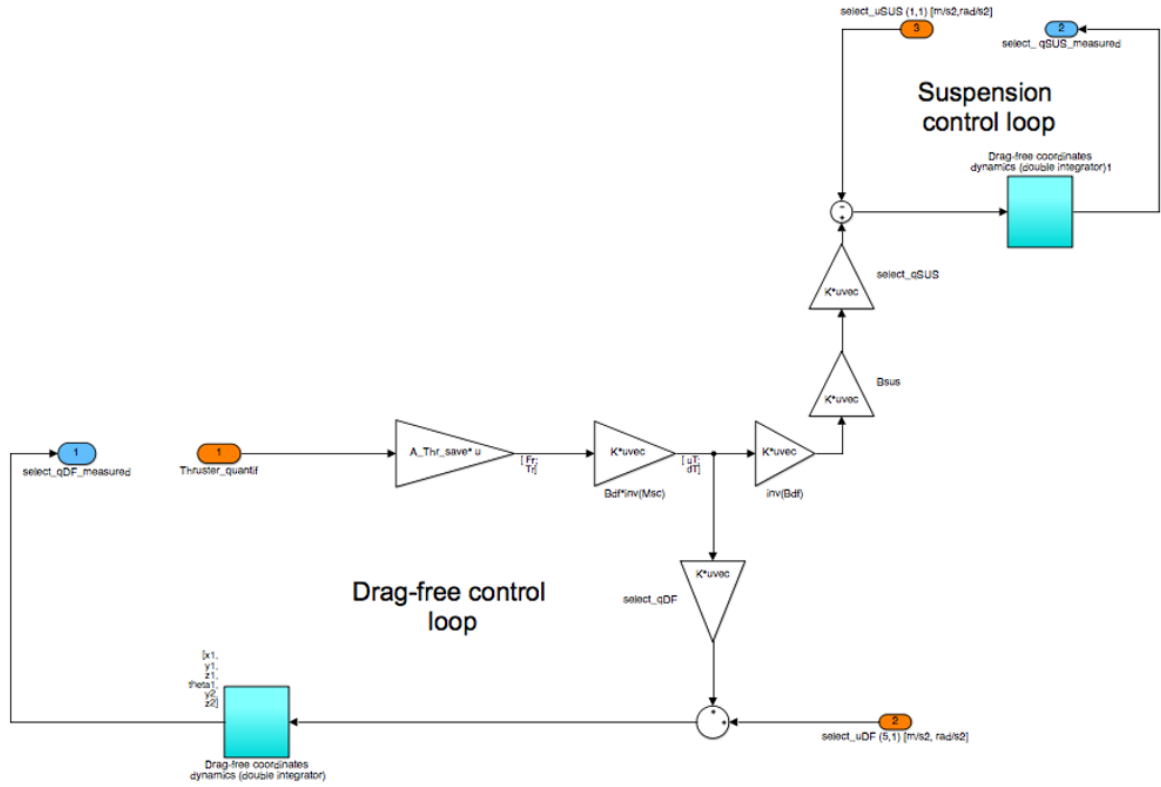 select_uSUS (1,1) [m/s2,rad/s2]
3
2
select_ qSUS_measured
Suspension
control loop
Drag-free coordinates
dynamics (double integrator)1
-
+
K*uvec
select_qSUS
K*uvec
Bsus
1
select_qDF_measured
1
Thruster_quantif
A_Thr_save* u
[ Fr;
Tr]
K*uvec
Bdf*inv(Msc)
[ uT;
dT]
K*uvec
inv(Bdf)
K*uvec
select_qDF
Drag-free control
loop
[x1,
y1,
z1,
theta1,
y2,
z2]
Drag-free coordinates
dynamics (double integrator)
+
+
2
select_uDF (5,1) [m/s2, rad/s2]